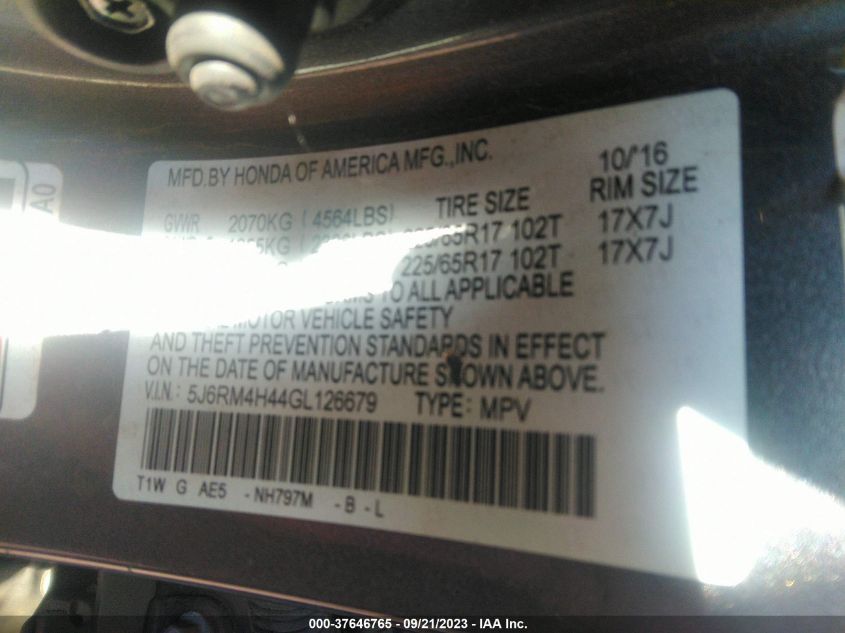 MFD.BY HONDA OF AMERICA MFG.,INC. 10/'16
GVWR 2070KG (4564LBS) TIRE SIZE RIM SIZE
/65R17 102T 17X7J
225/65R17 102T 17X7J
TO ALL APPLICABLE
MOTOR VEHICLE SAFETY
AND THEFT PREVENTION STANDARDS IN EFFECT
ON THE DATE OF MANUFACTURE SHOWN ABOVE.
V.I.N.: 5J6RM4H44GL126679 TYPE: MPV
T1W G AE5 -NH797M -B-L
A0
000-37646765 - 09/21/2023 - IAA Inc.